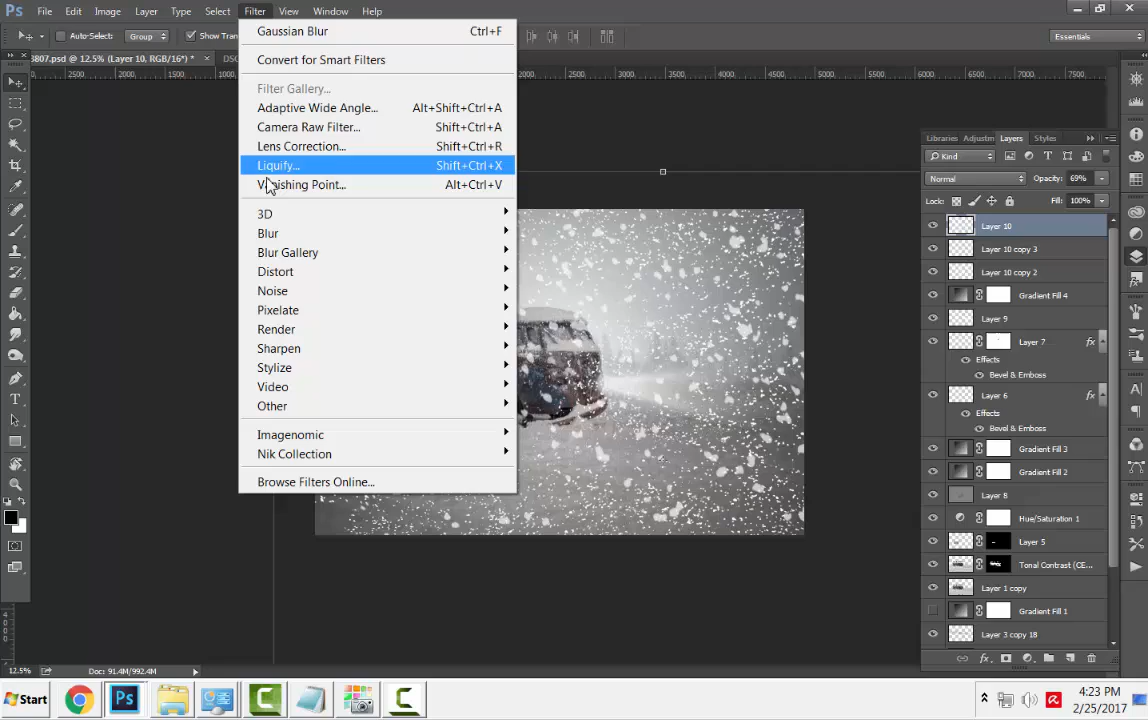 Ps File Edit Image Layer Type Select Filter View Window Help
Auto-Select: Group Show Tran
Essentials
3807.psd @ 12.5% (Layer 10, RGB/16*) * × DSC
2500 2000 1500 1000 2500 3000 3500 4000 4500 5000 5500 6000 6500 7000 7500
Gaussian Blur Ctrl+F
Convert for Smart Filters
Filter Gallery...
Adaptive Wide Angle... Alt+Shift+Ctrl+A
Camera Raw Filter... Shift+Ctrl+A
Lens Correction... Shift+Ctrl+R
Liquify... Shift+Ctrl+X
Vanishing Point... Alt+Ctrl+V
3D
Blur
Blur Gallery
Distort
Noise
Pixelate
Render
Sharpen
Stylize
Video
Other
Imagenomic
Nik Collection
Browse Filters Online...
Libraries Adjustm Layers Styles
Kind
Normal Opacity: 69%
Lock: Fill: 100%
Layer 10
Layer 10 copy 3
Layer 10 copy 2
Gradient Fill 4
Layer 9
Layer 7 fx
Effects
Bevel & Emboss
Layer 6 fx
Effects
Bevel & Emboss
Gradient Fill 3
Gradient Fill 2
Layer 8
Hue/Saturation 1
Layer 5
Tonal Contrast (CE...
Layer 1 copy
Gradient Fill 1
Layer 3 copy 18
fx
12.5% Doc: 91.4M/992.4M
Start
4:23 PM
2/25/2017